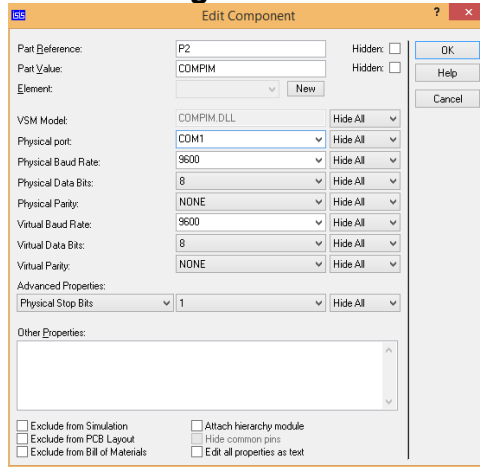 isis Edit Component ? ×
Part Reference: P2 Hidden: OK
Part Value: COMPIM Hidden: Help
Element: New Cancel
VSM Model: COMPIM.DLL Hide All
Physical port: COM1 Hide All
Physical Baud Rate: 9600 Hide All
Physical Data Bits: 8 Hide All
Physical Parity: NONE Hide All
Virtual Baud Rate: 9600 Hide All
Virtual Data Bits: 8 Hide All
Virtual Parity: NONE Hide All
Advanced Properties:
Physical Stop Bits 1 Hide All
Other Properties:
Exclude from Simulation Attach hierarchy module
Exclude from PCB Layout Hide common pins
Exclude from Bill of Materials Edit all properties as text